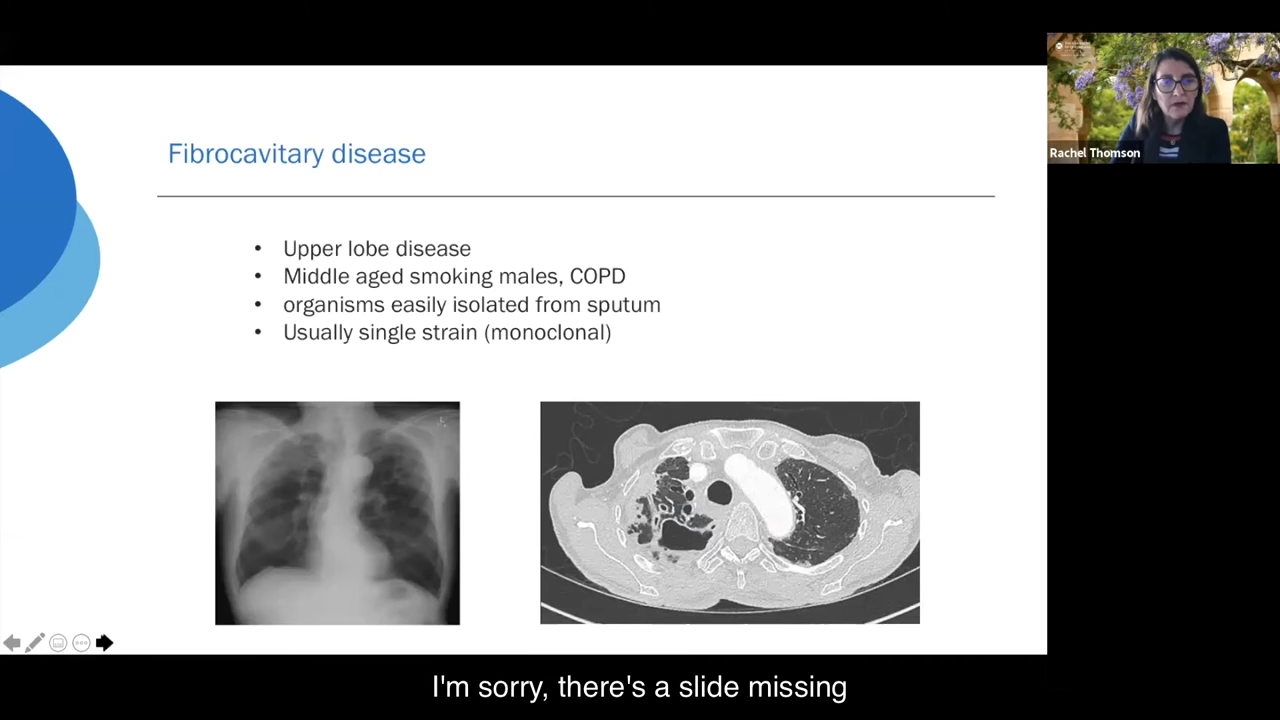 Fibrocavitary disease
• Upper lobe disease
• Middle aged smoking males, COPD
• organisms easily isolated from sputum
• Usually single strain (monoclonal)
Rachel Thomson
I'm sorry, there's a slide missing